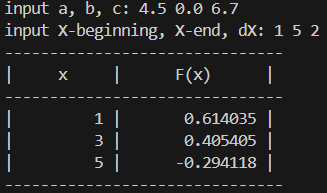 input a, b, c: 4.5 0.0 6.7
input X-beginning, X-end, dX: 1 5 2
-------------------------------
|     x     |      F(x)       |
-------------------------------
|         1 |        0.614035 |
|         3 |        0.405405 |
|         5 |       -0.294118 |
-------------------------------